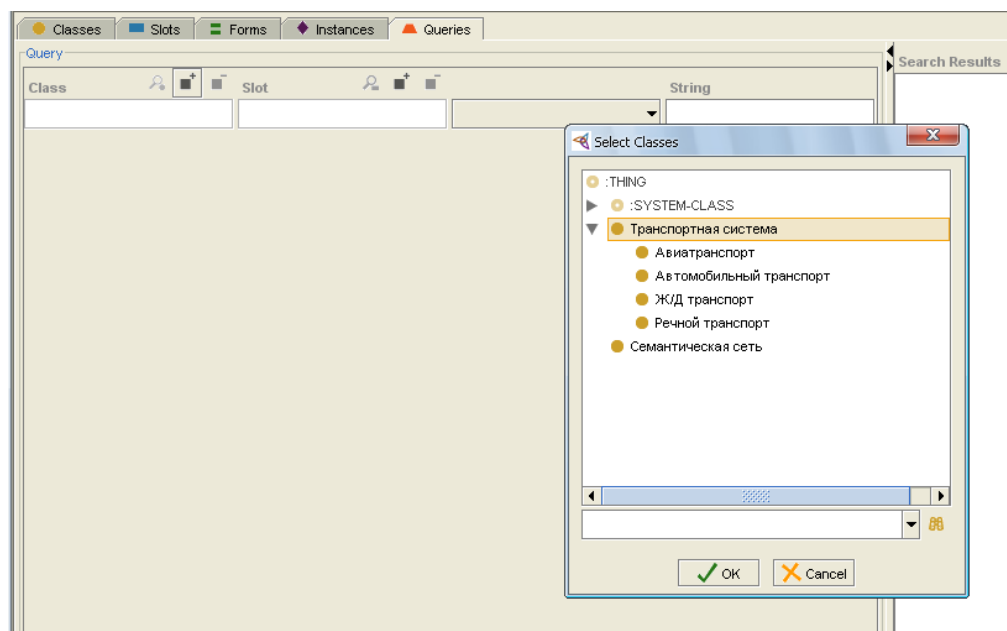 Classes Slots Forms Instances Queries
Query
Search Results
Class Slot String
Select Classes
:THING
:SYSTEM-CLASS
Транспортная система
Авиатранспорт
Автомобильный транспорт
Ж/Д транспорт
Речной транспорт
Семантическая сеть
OK Cancel